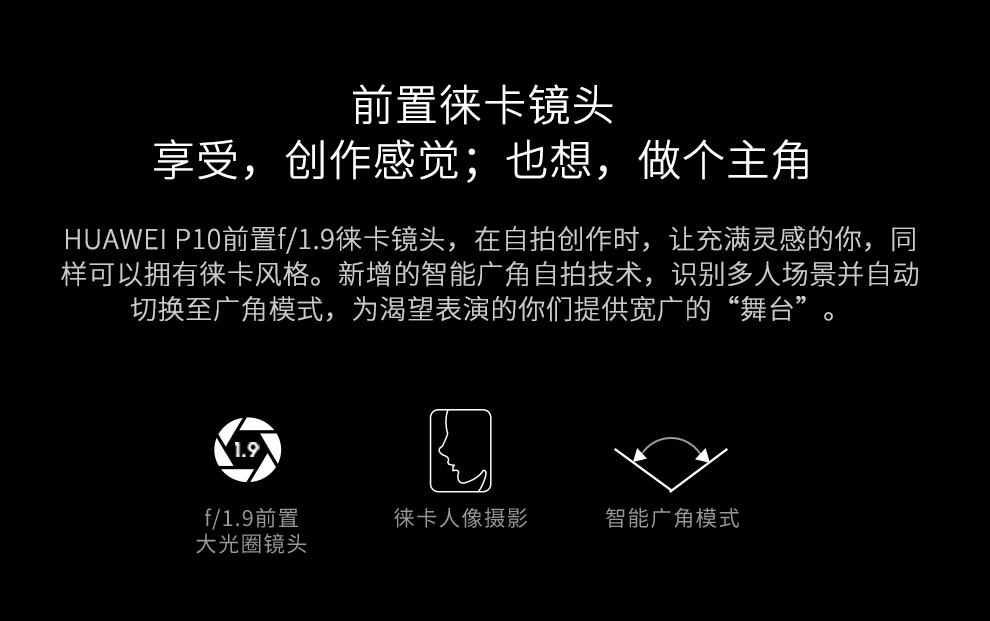 前置徕卡镜头
享受，创作感觉；也想，做个主角
HUAWEI P10前置f/1.9徕卡镜头，在自拍创作时，让充满灵感的你，同
样可以拥有徕卡风格。新增的智能广角自拍技术，识别多人场景并自动
切换至广角模式，为渴望表演的你们提供宽广的“舞台”。
1.9
f/1.9前置
大光圈镜头
徕卡人像摄影
智能广角模式